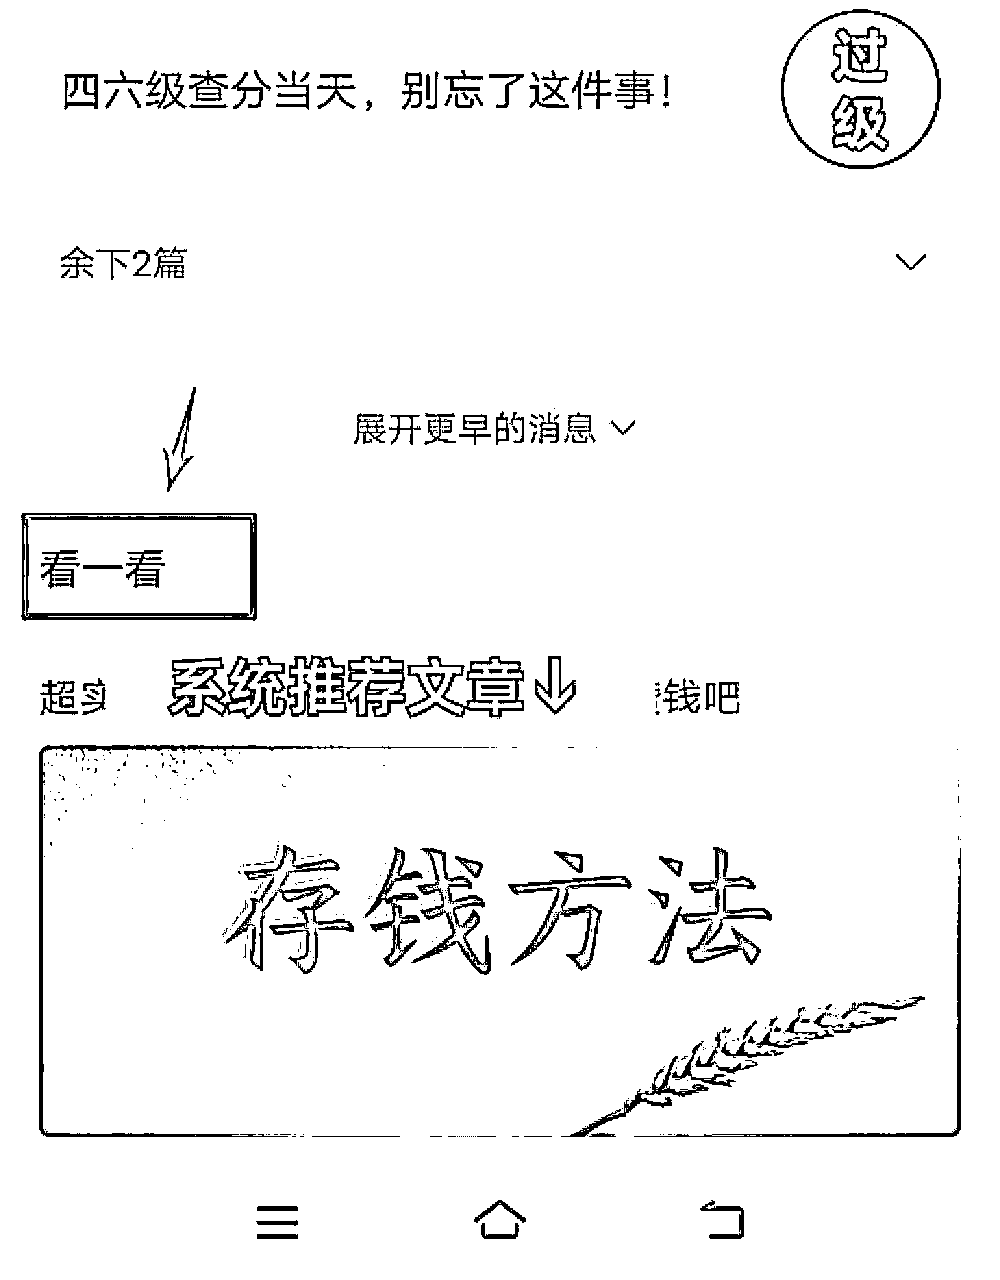 四六级查分当天，别忘了这件事！
过级
余下2篇
展开更早的消息
看一看
超实
系统推荐文章↓
钱吧
存钱方法